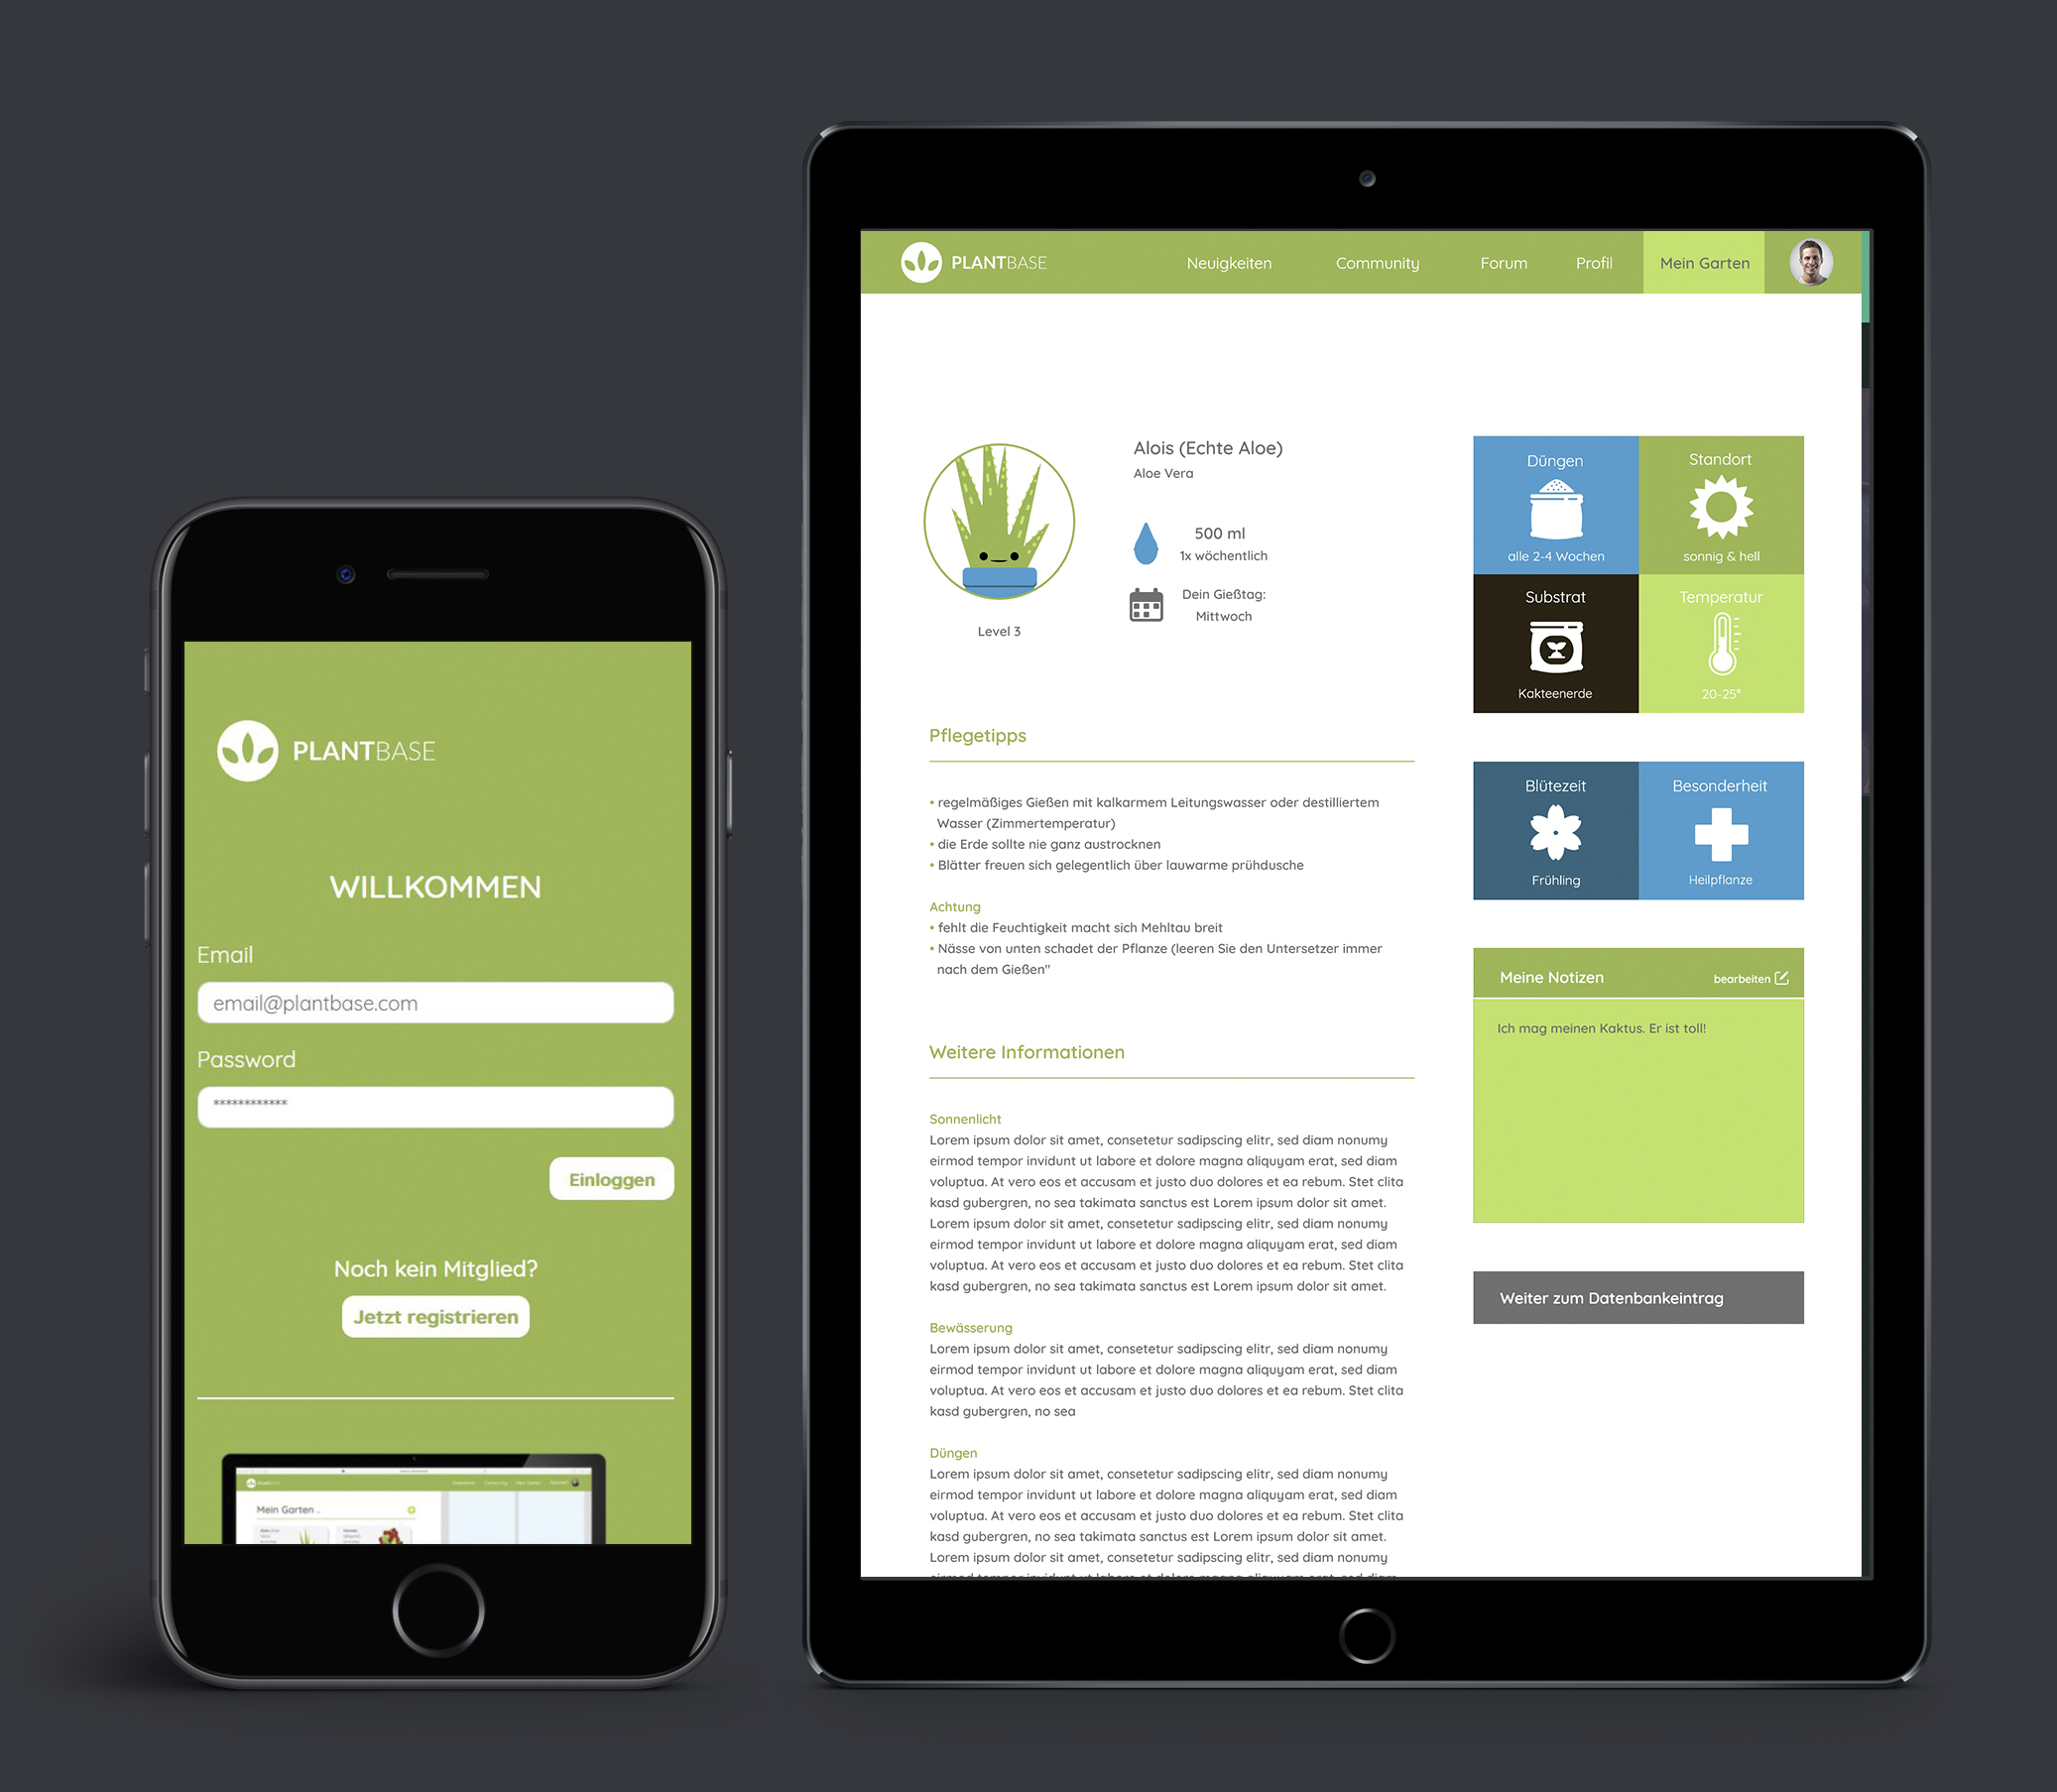 PLANTBASE
WILLKOMMEN
Email
email@plantbase.com
Password
************
Einloggen
Noch kein Mitglied?
Jetzt registrieren
Mein Garten
PLANTBASE
Neuigkeiten
Community
Forum
Profil
Mein Garten
Alois (Echte Aloe)
Aloe Vera
500 ml
1x wöchentlich
Dein Gießtag:
Mittwoch
Level 3
Pflegetipps
• regelmäßiges Gießen mit kalkarmem Leitungswasser oder destilliertem
Wasser (Zimmertemperatur)
• die Erde sollte nie ganz austrocknen
• Blätter freuen sich gelegentlich über lauwarme prühdusche
Achtung
• fehlt die Feuchtigkeit macht sich Mehltau breit
• Nässe von unten schadet der Pflanze (leeren Sie den Untersetzer immer
nach dem Gießen"
Weitere Informationen
Sonnenlicht
Lorem ipsum dolor sit amet, consetetur sadipscing elitr, sed diam nonumy
eirmod tempor invidunt ut labore et dolore magna aliquyam erat, sed diam
voluptua. At vero eos et accusam et justo duo dolores et ea rebum. Stet clita
kasd gubergren, no sea takimata sanctus est Lorem ipsum dolor sit amet.
Lorem ipsum dolor sit amet, consetetur sadipscing elitr, sed diam nonumy
eirmod tempor invidunt ut labore et dolore magna aliquyam erat, sed diam
voluptua. At vero eos et accusam et justo duo dolores et ea rebum. Stet clita
kasd gubergren, no sea takimata sanctus est Lorem ipsum dolor sit amet.
Bewässerung
Lorem ipsum dolor sit amet, consetetur sadipscing elitr, sed diam nonumy
eirmod tempor invidunt ut labore et dolore magna aliquyam erat, sed diam
voluptua. At vero eos et accusam et justo duo dolores et ea rebum. Stet clita
kasd gubergren, no sea
Düngen
Lorem ipsum dolor sit amet, consetetur sadipscing elitr, sed diam nonumy
eirmod tempor invidunt ut labore et dolore magna aliquyam erat, sed diam
voluptua. At vero eos et accusam et justo duo dolores et ea rebum. Stet clita
kasd gubergren, no sea takimata sanctus est Lorem ipsum dolor sit amet.
Lorem ipsum dolor sit amet, consetetur sadipscing elitr, sed diam nonumy
Düngen
alle 2-4 Wochen
Standort
sonnig & hell
Substrat
Kakteenerde
Temperatur
20-25°
Blütezeit
Frühling
Besonderheit
Heilpflanze
Meine Notizen
bearbeiten
Ich mag meinen Kaktus. Er ist toll!
Weiter zum Datenbankeintrag